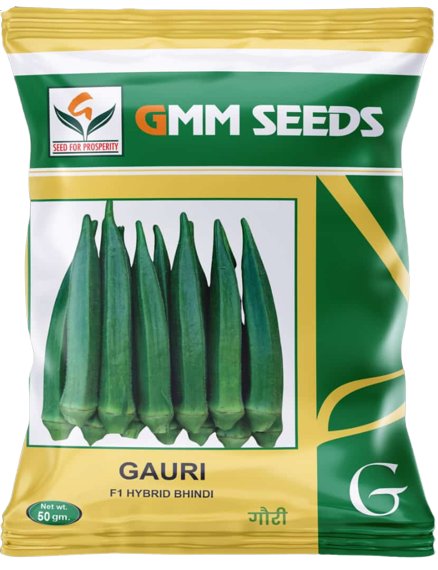 GMM SEEDS
SEED FOR PROSPERITY
GAURI
F1 HYBRID BHINDI
Net wt.
50 gm.
गौरी
G